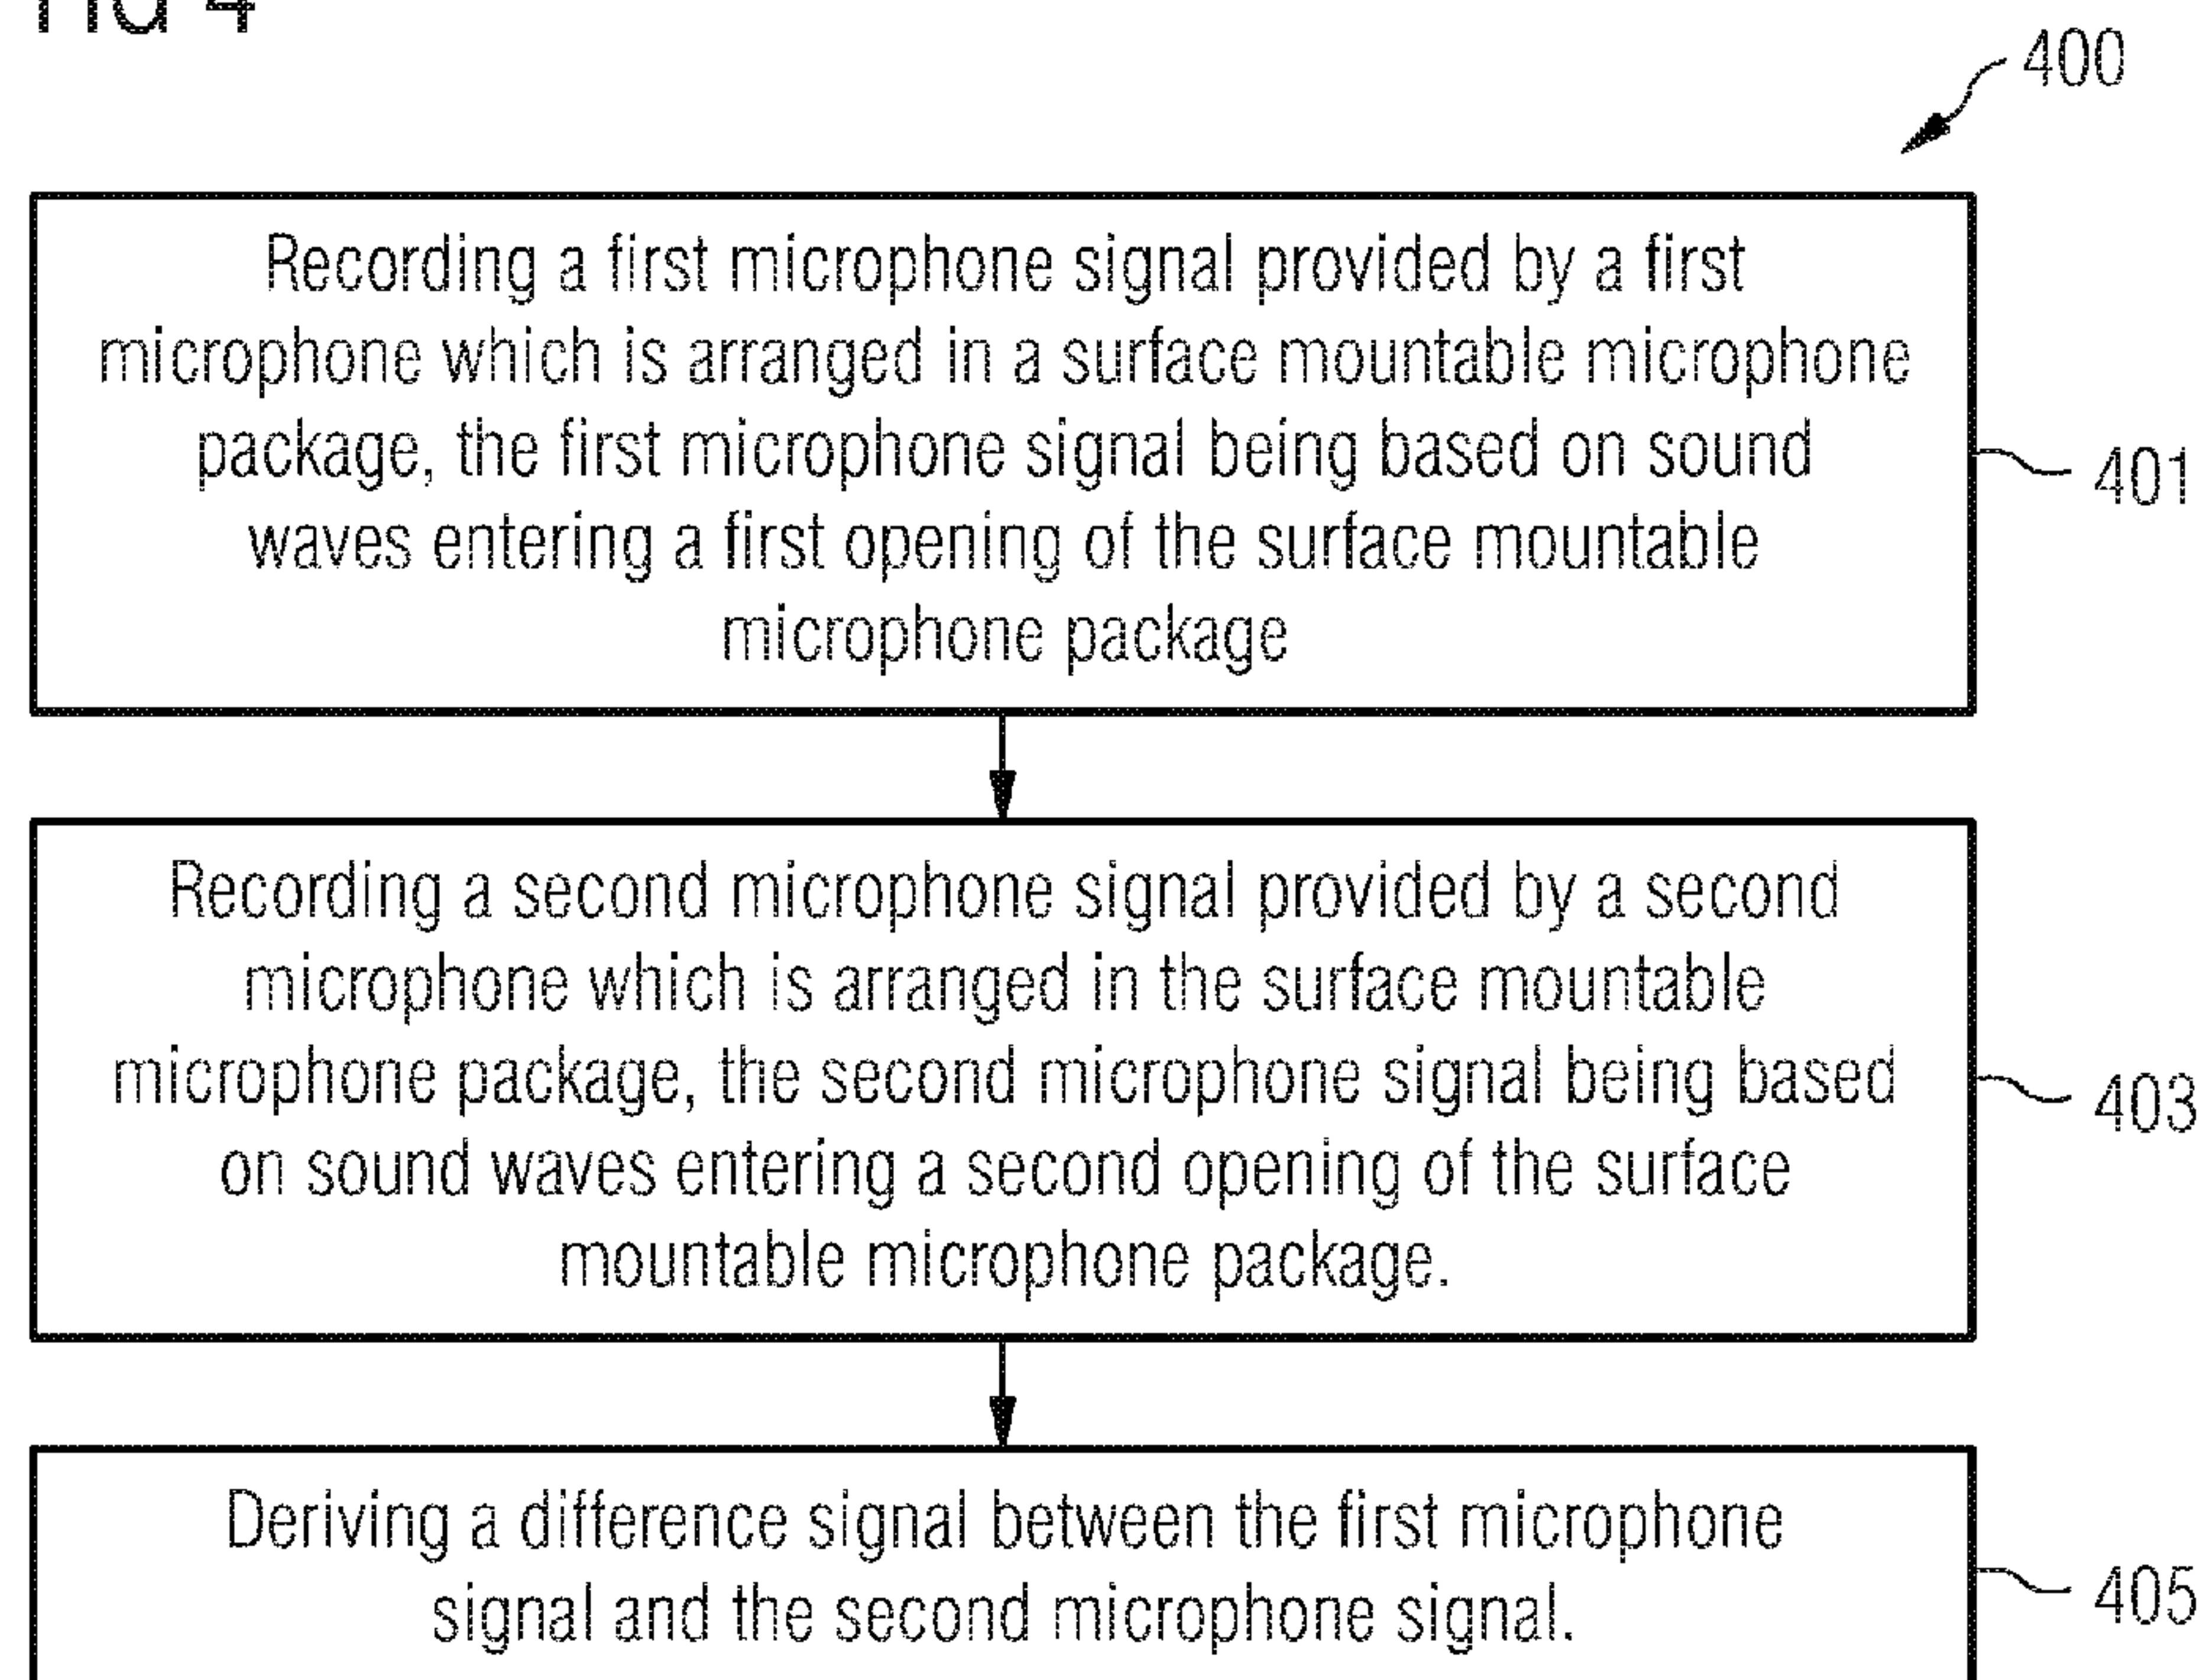 FIG 4
400
Recording a first microphone signal provided by a first
microphone which is arranged in a surface mountable microphone
package, the first microphone signal being based on sound
waves entering a first opening of the surface mountable
microphone package
401
Recording a second microphone signal provided by a second
microphone which is arranged in the surface mountable
microphone package, the second microphone signal being based
on sound waves entering a second opening of the surface
mountable microphone package.
403
Deriving a difference signal between the first microphone
signal and the second microphone signal.
405